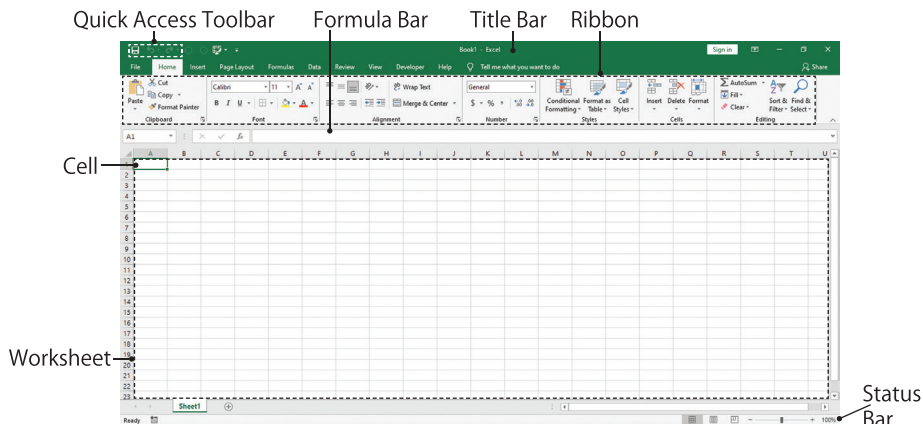 Quick Access Toolbar Formula Bar Title Bar Ribbon
Book1 - Excel Sign in
File Home Insert Page Layout Formulas Data Review View Developer Help Tell me what you want to do Share
Cut Calibri 11 A A Wrap Text General AutoSum
Paste Copy Fill
Format Painter B I U A Merge & Center $ % , Conditional Formatting Format as Table Cell Styles Insert Delete Format Clear Sort & Filter Find & Select
Clipboard Font Alignment Number Styles Cells Editing
A1 fx
A B C D E F G H I J K L M N O P Q R S T U
Cell
1
2
3
4
5
6
7
8
9
10
11
12
13
14
15
16
17
18
19
Worksheet
20
21
22
23
Sheet1
Status
Bar
Ready 100%